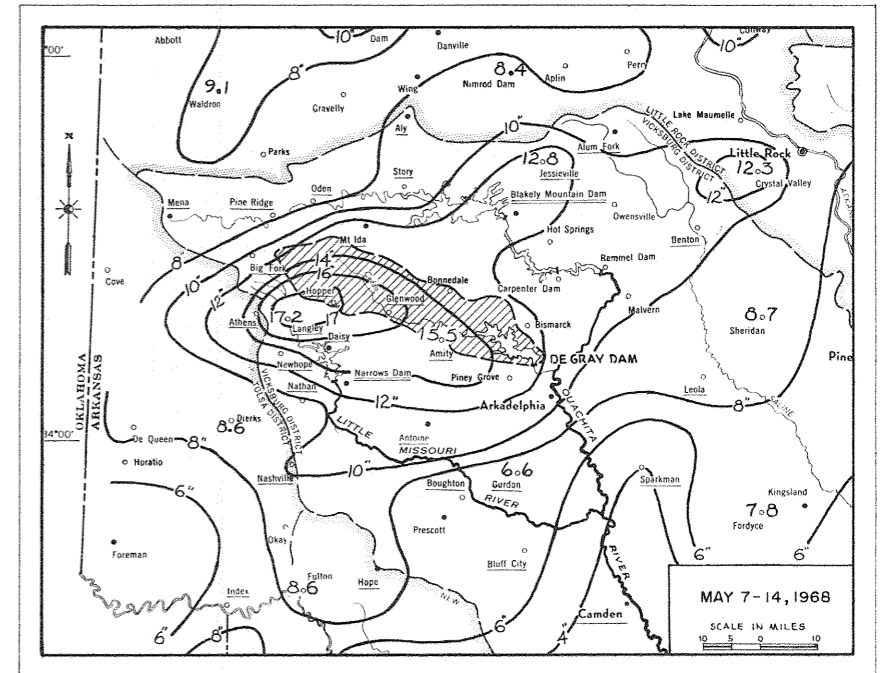 Conway
Abbott
10"
Dam
Danville
10"
°00'
8"
8.4
Aplin
Perry
9.1
Waldron
Wing
Nimrod Dam
Gravelly
Lake Maumelle
Aly
10"
LITTLE ROCK DISTRICT
VICKSBURG DISTRICT
Parks
12.8
Alum Fork
Little Rock
N
Story
Jessieville
12.3
Crystal Valley
Oden
Blakely Mountain Dam
12"
ARKA
Mena
Pine Ridge
Owensville
Mt Ida
Hot Springs
Benton
8"
14"
Big Fork
16"
Bonnedale
Remmel Dam
Cove
10"
Hopper
Carpenter Dam
12"
Glenwood
Malvern
17.2
17
8.7
Athens
Langley
15.5
Bismarck
Sheridan
Daisy
Amity
DE GRAY DAM
Pine
Newhope
Narrows Dam
Piney Grove
OKLAHOMA
ARKANSAS
VICKSBURG DISTRICT
TULSA DISTRICT
Nathan
12"
Arkadelphia
Leola
8"
SALINE
8.6
Dierks
LITTLE
OUACHITA
34°00'
De Queen
8"
Antoine
MISSOURI
Horatio
10"
6.6
Nashville
Boughton
Gurdon
Sparkman
6"
RIVER
Kingsland
7.8
Prescott
Fordyce
Okay
6"
6"
Foreman
RIVER
Bluff City
8.6
Fulton
Hope
MAY 7-14, 1968
Index
NEW
Camden
SCALE IN MILES
6"
8"
6"
4"
10 5 0 10